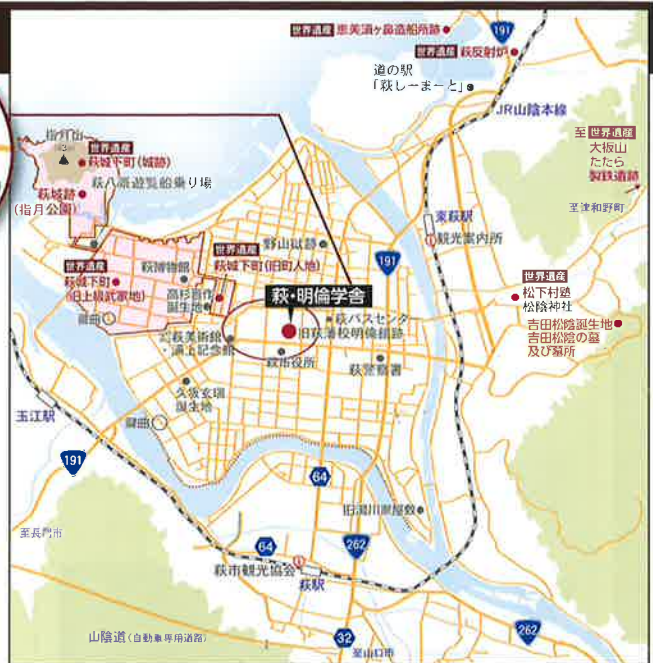 世界遺産 恵美須ヶ鼻造船所跡
191
世界遺産 萩反射炉
道の駅
「萩しーまーと」
JR山陰本線
至 世界遺産
大板山
たたら
製鉄遺跡
至津和野町
指月山
世界遺産
萩城下町(城跡)
萩八景遊覧船乗り場
萩城跡
(指月公園)
東萩駅
観光案内所
野山獄跡
191
世界遺産
萩城下町
(旧上級武家地)
萩博物館
世界遺産
萩城下町(旧町人地)
高杉晋作
誕生地
鍵曲
萩・明倫学舎
萩バスセンター
旧萩藩校明倫館跡
世界遺産
松下村塾
松陰神社
吉田松陰誕生地
吉田松陰の墓
及び墓所
萩美術館
・浦上記念館
萩市役所
萩警察署
久坂玄瑞
誕生地
玉江駅
鍵曲
191
64
旧湯川家屋敷
至長門市
64
262
萩市観光協会
萩駅
262
山陰道(自動車専用道路)
32
至山口市